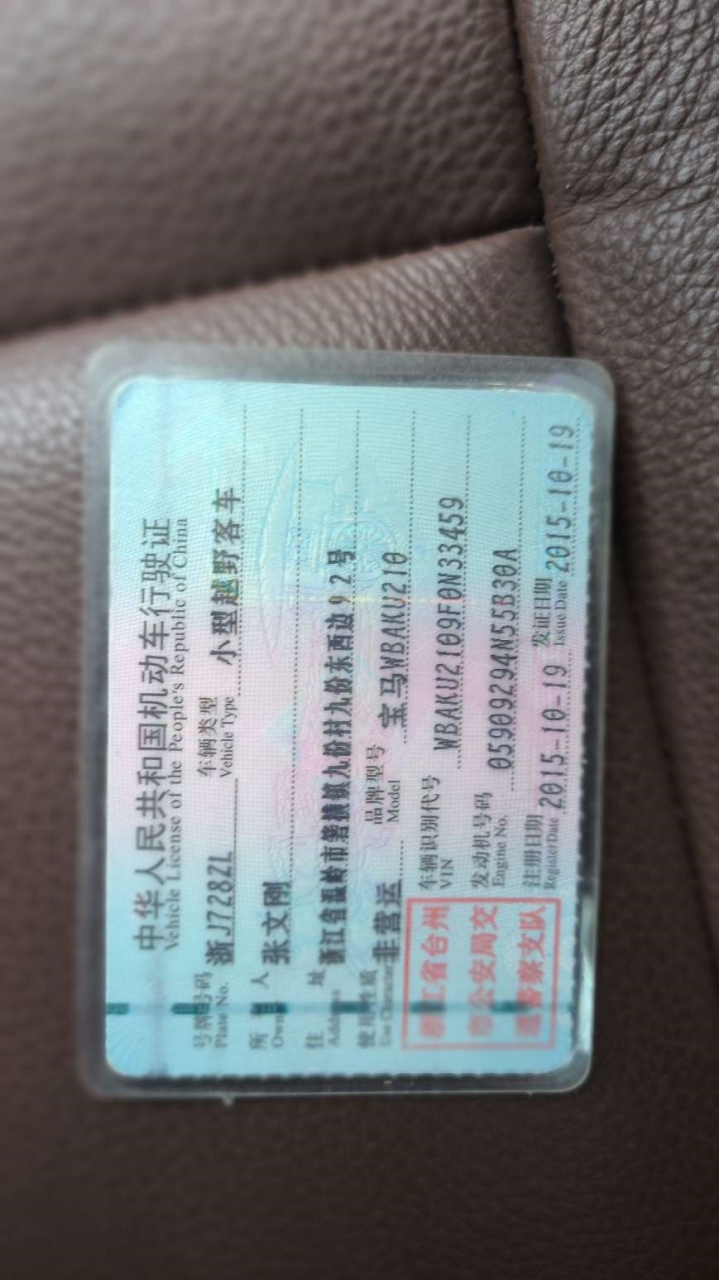 中华人民共和国机动车行驶证
Vehicle License of the People's Republic of China
号牌号码 浙J728ZL 车辆类型 小型越野客车
Plate No. Vehicle Type
所有人 张文刚
Owner
住址 浙江省温岭市箬横镇九份村九份东西边92号
Address
使用性质 非营运 品牌型号 宝马WBAKU210
Use Character Model
浙江省台州
市公安局交
通警察支队
车辆识别代号 WBAKU2109F0N33459
VIN
发动机号码 05909294N55B30A
Engine No.
注册日期 2015-10-19 发证日期 2015-10-19
Register Date Issue Date